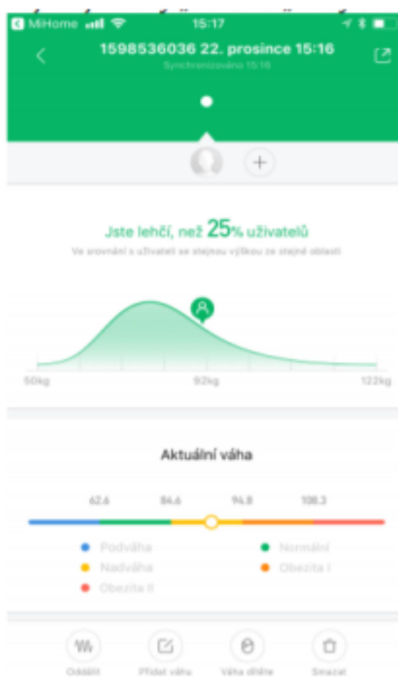 MiHome 15:17
1598536036 22. prosince 15:16
Synchronizováno 15:16
Jste lehčí, než 25% uživatelů
Ve srovnání s uživateli se stejnou výškou ze stejné oblasti
50kg 92kg 122kg
Aktuální váha
62.6 84.6 94.8 108.3
Podváha Normální
Nadváha Obezita I
Obezita II
Oddálit Přidat váhu Váha dítěte Smazat